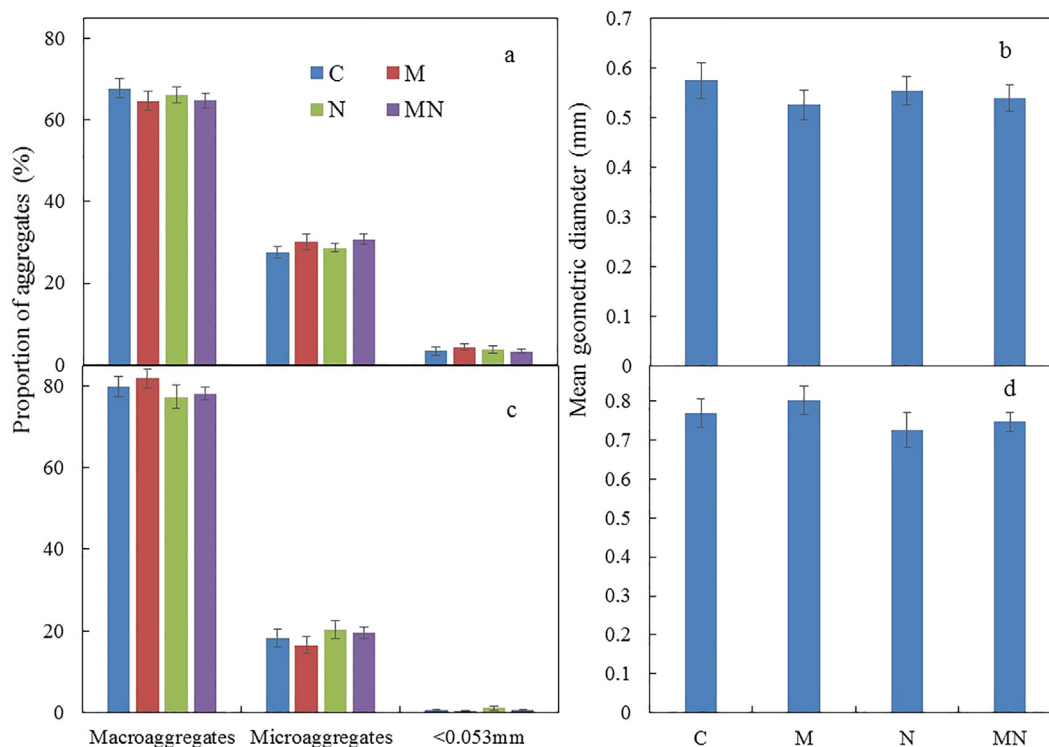 Proportion of aggregates (%)
80
60
40
20
0
a
C
M
N
MN
80
60
40
20
0
c
Macroaggregates
Microaggregates
<0.053mm
Mean geometric diameter (mm)
0.7
0.6
0.5
0.4
0.3
0.2
0.1
0
b
0.8
0.7
0.6
0.5
0.4
0.3
0.2
0.1
0
d
C
M
N
MN